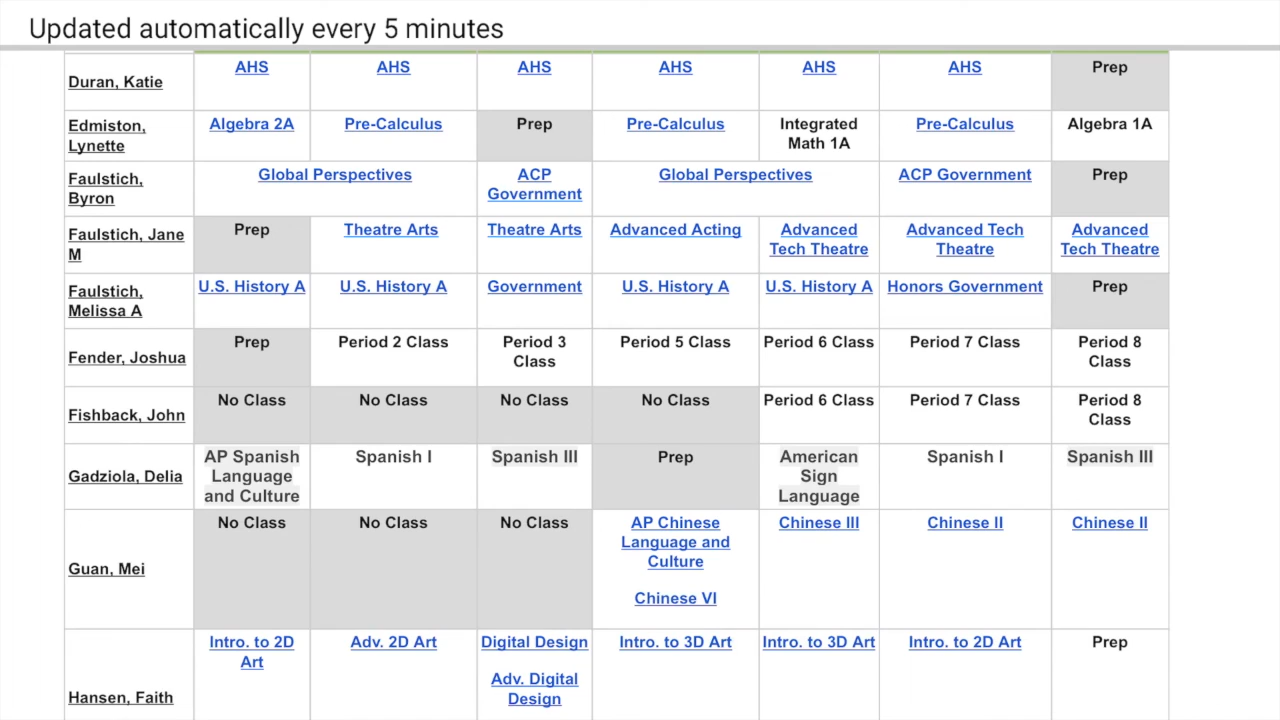 Updated automatically every 5 minutes
Duran, Katie
AHS
AHS
AHS
AHS
AHS
AHS
Prep
Edmiston,
Lynette
Algebra 2A
Pre-Calculus
Prep
Pre-Calculus
Integrated
Math 1A
Pre-Calculus
Algebra 1A
Faulstich,
Byron
Global Perspectives
ACP
Government
Global Perspectives
ACP Government
Prep
Faulstich, Jane
M
Prep
Theatre Arts
Theatre Arts
Advanced Acting
Advanced
Tech Theatre
Advanced Tech
Theatre
Advanced
Tech Theatre
Faulstich,
Melissa A
U.S. History A
U.S. History A
Government
U.S. History A
U.S. History A
Honors Government
Prep
Fender, Joshua
Prep
Period 2 Class
Period 3
Class
Period 5 Class
Period 6 Class
Period 7 Class
Period 8
Class
Fishback, John
No Class
No Class
No Class
No Class
Period 6 Class
Period 7 Class
Period 8
Class
Gadziola, Delia
AP Spanish
Language
and Culture
Spanish I
Spanish III
Prep
American
Sign
Language
Spanish I
Spanish III
Guan, Mei
No Class
No Class
No Class
AP Chinese
Language and
Culture
Chinese VI
Chinese III
Chinese II
Chinese II
Hansen, Faith
Intro. to 2D
Art
Adv. 2D Art
Digital Design
Adv. Digital
Design
Intro. to 3D Art
Intro. to 3D Art
Intro. to 2D Art
Prep